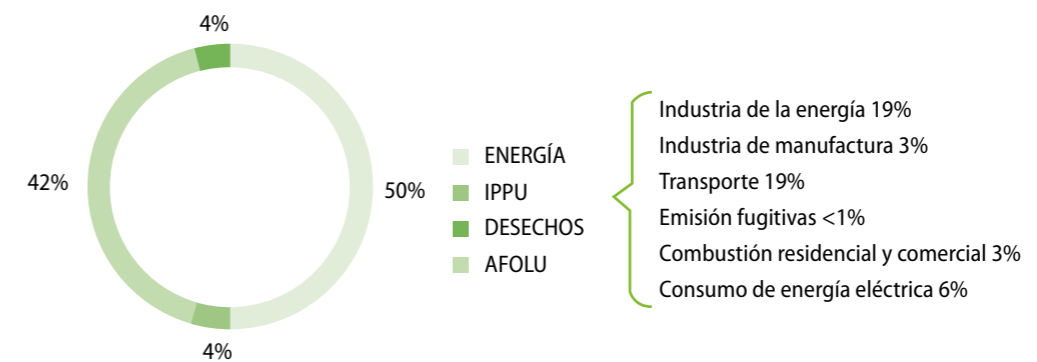 4%
42%
50%
4%
ENERGÍA
IPPU
DESECHOS
AFOLU
Industria de la energía 19%
Industria de manufactura 3%
Transporte 19%
Emisión fugitivas <1%
Combustión residencial y comercial 3%
Consumo de energía eléctrica 6%